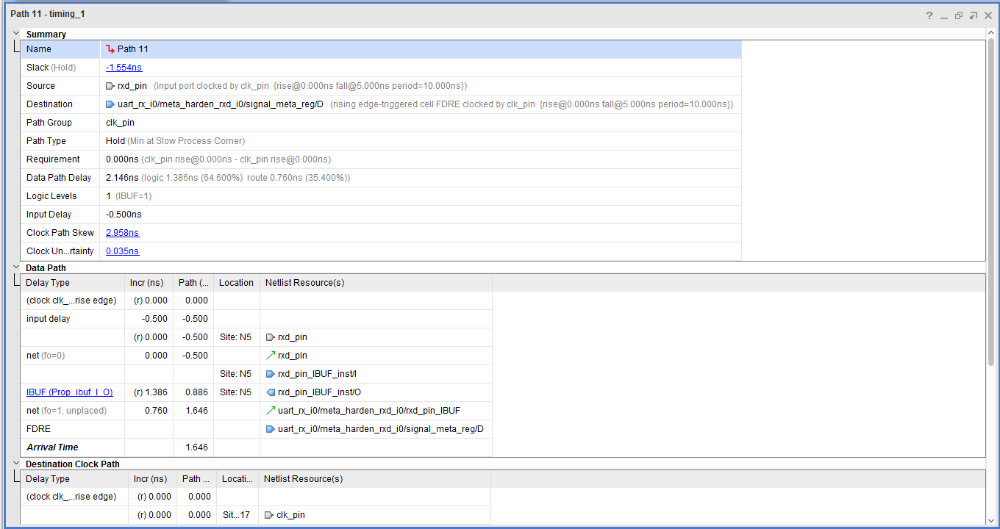 Path 11 - timing_1
Summary
Name Path 11
Slack (Hold) -1.554ns
Source rxd_pin (input port clocked by clk_pin {rise@0.000ns fall@5.000ns period=10.000ns})
Destination uart_rx_i0/meta_harden_rxd_i0/signal_meta_reg/D (rising edge-triggered cell FDRE clocked by clk_pin {rise@0.000ns fall@5.000ns period=10.000ns})
Path Group clk_pin
Path Type Hold (Min at Slow Process Corner)
Requirement 0.000ns (clk_pin rise@0.000ns - clk_pin rise@0.000ns)
Data Path Delay 2.146ns (logic 1.386ns (64.600%) route 0.760ns (35.400%))
Logic Levels 1 (IBUF=1)
Input Delay -0.500ns
Clock Path Skew 2.958ns
Clock Un...rtainty 0.035ns
Data Path
Delay Type Incr (ns) Path (... Location Netlist Resource(s)
(clock clk_...rise edge) (r) 0.000 0.000
input delay -0.500 -0.500
(r) 0.000 -0.500 Site: N5 rxd_pin
net (fo=0) 0.000 -0.500 rxd_pin
Site: N5 rxd_pin_IBUF_inst/I
IBUF (Prop_ibuf_I_O) (r) 1.386 0.886 Site: N5 rxd_pin_IBUF_inst/O
net (fo=1, unplaced) 0.760 1.646 uart_rx_i0/meta_harden_rxd_i0/rxd_pin_IBUF
FDRE uart_rx_i0/meta_harden_rxd_i0/signal_meta_reg/D
Arrival Time 1.646
Destination Clock Path
Delay Type Incr (ns) Path ... Locati... Netlist Resource(s)
(clock clk_...rise edge) (r) 0.000 0.000
(r) 0.000 0.000 Sit...17 clk_pin